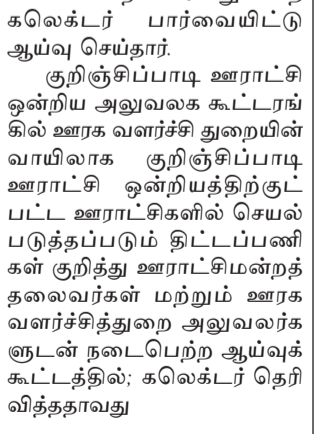 கலெக்டர் பார்வையிட்டு
ஆய்வு செய்தார்.
குறிஞ்சிப்பாடி ஊராட்சி
ஒன்றிய அலுவலக கூட்டரங்
கில் ஊரக வளர்ச்சி துறையின்
வாயிலாக குறிஞ்சிப்பாடி
ஊராட்சி ஒன்றியத்திற்குட்
பட்ட ஊராட்சிகளில் செயல்
படுத்தப்படும் திட்டப்பணி
கள் குறித்து ஊராட்சிமன்றத்
தலைவர்கள் மற்றும் ஊரக
வளர்ச்சித்துறை அலுவலர்க
ளுடன் நடைபெற்ற ஆய்வுக்
கூட்டத்தில்; கலெக்டர் தெரி
வித்ததாவது